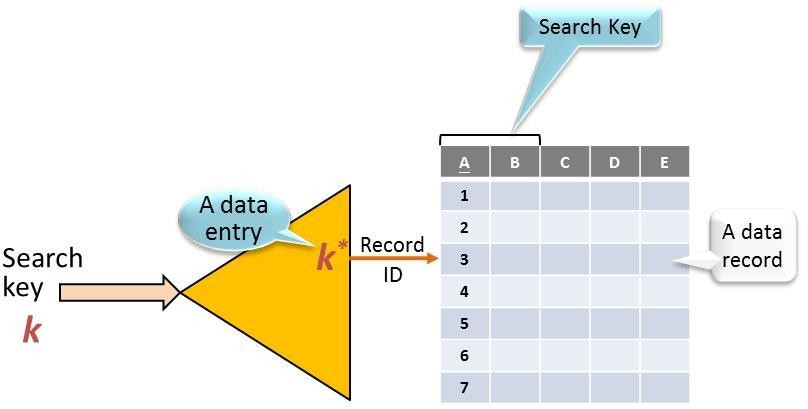 Search Key
A B C D E
1
2
3
4
5
6
7
A data
record
A data
entry
k*
Record
ID
Search
key
k